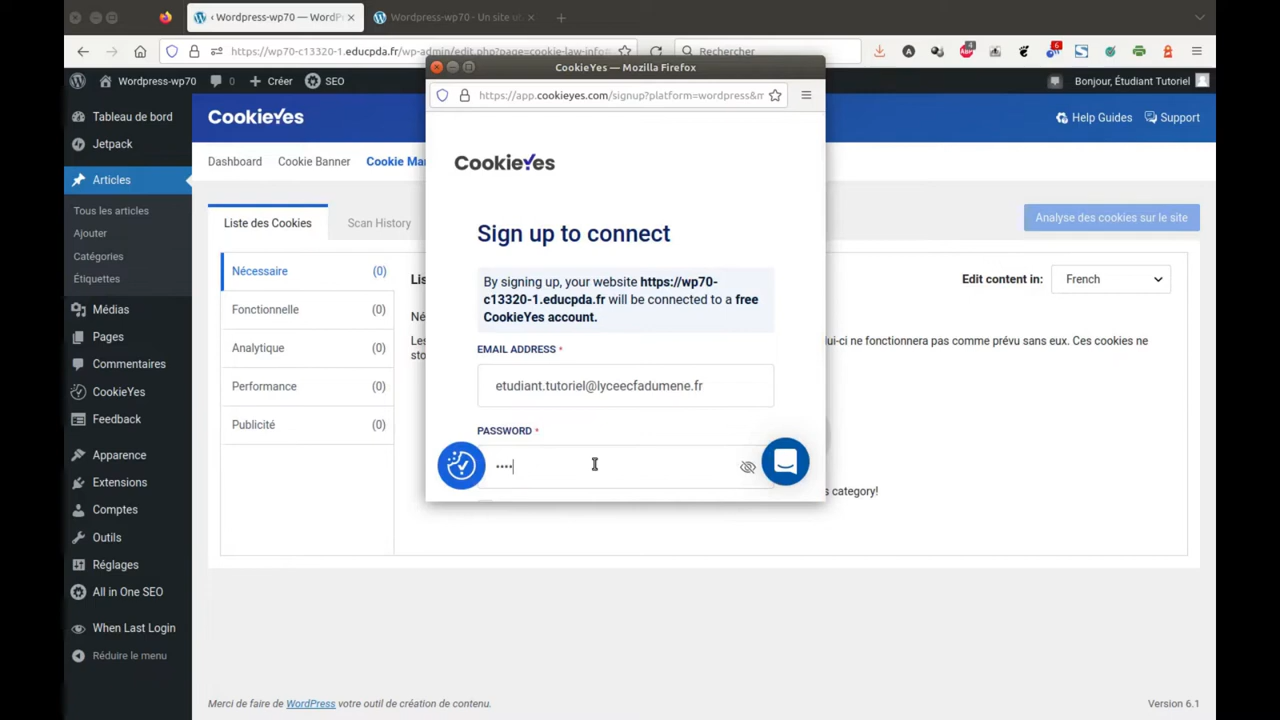 ‹ Wordpress-wp70 — WordP
Wordpress-wp70 - Un site ut
https://wp70-c13320-1.educpda.fr/wp-admin/edit.php?page=cookie-law-info#
Rechercher
4
6
Wordpress-wp70
0
Créer
SEO
Bonjour, Étudiant Tutoriel
Tableau de bord
Jetpack
Articles
Tous les articles
Ajouter
Catégories
Étiquettes
Médias
Pages
Commentaires
CookieYes
Feedback
Apparence
Extensions
Comptes
Outils
Réglages
All in One SEO
When Last Login
Réduire le menu
CookieYes
Help Guides
Support
Dashboard
Cookie Banner
Cookie Ma
Liste des Cookies
Scan History
Analyse des cookies sur le site
Nécessaire (0)
Fonctionnelle (0)
Analytique (0)
Performance (0)
Publicité (0)
Lis
Edit content in:
French
Né
Les
lui-ci ne fonctionnera pas comme prévu sans eux. Ces cookies ne
sto
s category!
CookieYes — Mozilla Firefox
https://app.cookieyes.com/signup?platform=wordpress&m
CookieYes
Sign up to connect
By signing up, your website https://wp70-
c13320-1.educpda.fr will be connected to a free
CookieYes account.
EMAIL ADDRESS *
etudiant.tutoriel@lyceecfadumene.fr
PASSWORD *
••••
Merci de faire de WordPress votre outil de création de contenu.
Version 6.1